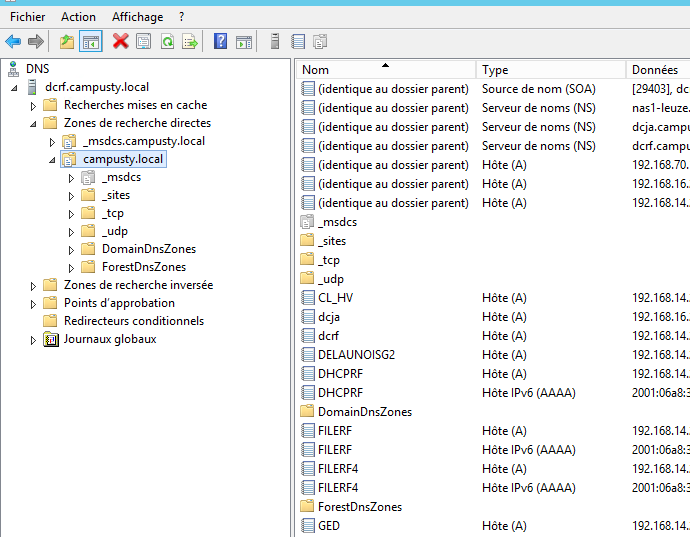 Fichier Action Affichage ?
DNS
dcrf.campusty.local
Recherches mises en cache
Zones de recherche directes
_msdcs.campusty.local
campusty.local
_msdcs
_sites
_tcp
_udp
DomainDnsZones
ForestDnsZones
Zones de recherche inversée
Points d'approbation
Redirecteurs conditionnels
Journaux globaux
Nom Type Données
(identique au dossier parent) Source de nom (SOA) [29403], dc
(identique au dossier parent) Serveur de noms (NS) nas1-leuze.
(identique au dossier parent) Serveur de noms (NS) dcja.campu
(identique au dossier parent) Serveur de noms (NS) dcrf.campu
(identique au dossier parent) Hôte (A) 192.168.70.
(identique au dossier parent) Hôte (A) 192.168.16..
(identique au dossier parent) Hôte (A) 192.168.14..
_msdcs
_sites
_tcp
_udp
CL_HV Hôte (A) 192.168.14..
dcja Hôte (A) 192.168.16..
dcrf Hôte (A) 192.168.14..
DELAUNOISG2 Hôte (A) 192.168.14..
DHCPRF Hôte (A) 192.168.14..
DHCPRF Hôte IPv6 (AAAA) 2001:06a8:3
DomainDnsZones
FILERF Hôte (A) 192.168.14..
FILERF Hôte IPv6 (AAAA) 2001:06a8:3
FILERF4 Hôte (A) 192.168.14..
FILERF4 Hôte IPv6 (AAAA) 2001:06a8:3
ForestDnsZones
GED Hôte (A) 192.168.14..